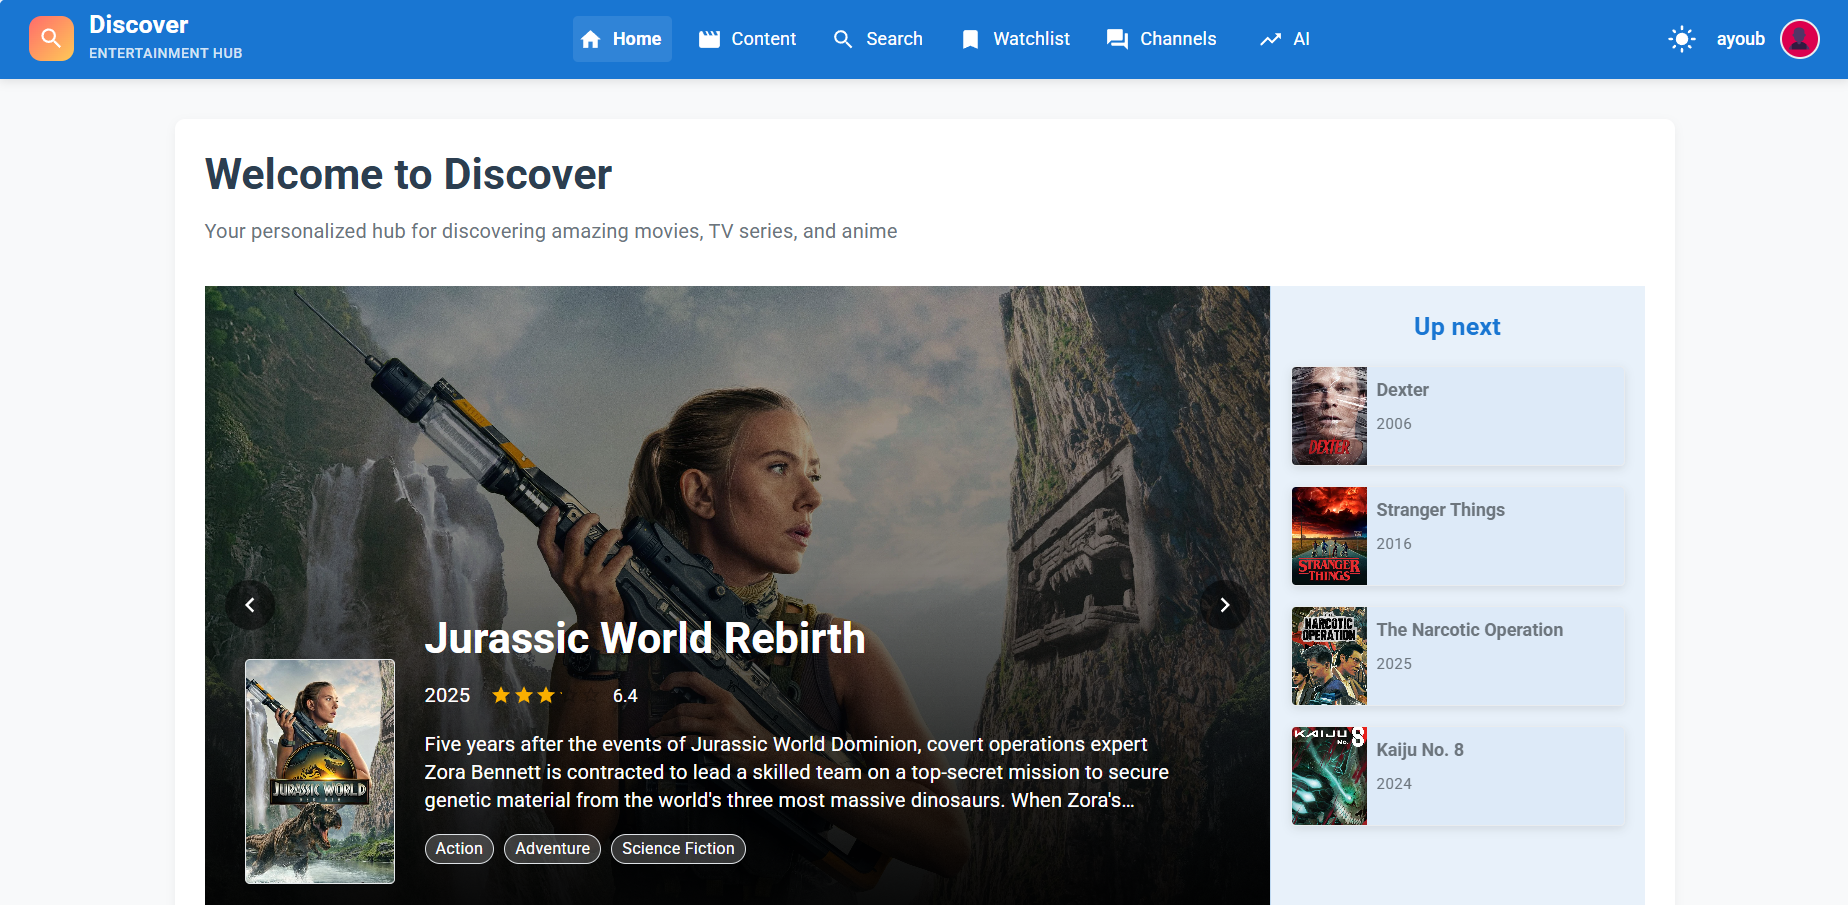 Discover
ENTERTAINMENT HUB
Home
Content
Search
Watchlist
Channels
AI
ayoub
Welcome to Discover
Your personalized hub for discovering amazing movies, TV series, and anime
Jurassic World Rebirth
2025
6.4
Five years after the events of Jurassic World Dominion, covert operations expert
Zora Bennett is contracted to lead a skilled team on a top-secret mission to secure
genetic material from the world's three most massive dinosaurs. When Zora's...
Action
Adventure
Science Fiction
JURASSIC WORLD
Up next
DEXTER
Dexter
2006
STRANGER
THINGS
Stranger Things
2016
NARCOTIC
OPERATION
The Narcotic Operation
2025
KAIJU No. 8
Kaiju No. 8
2024